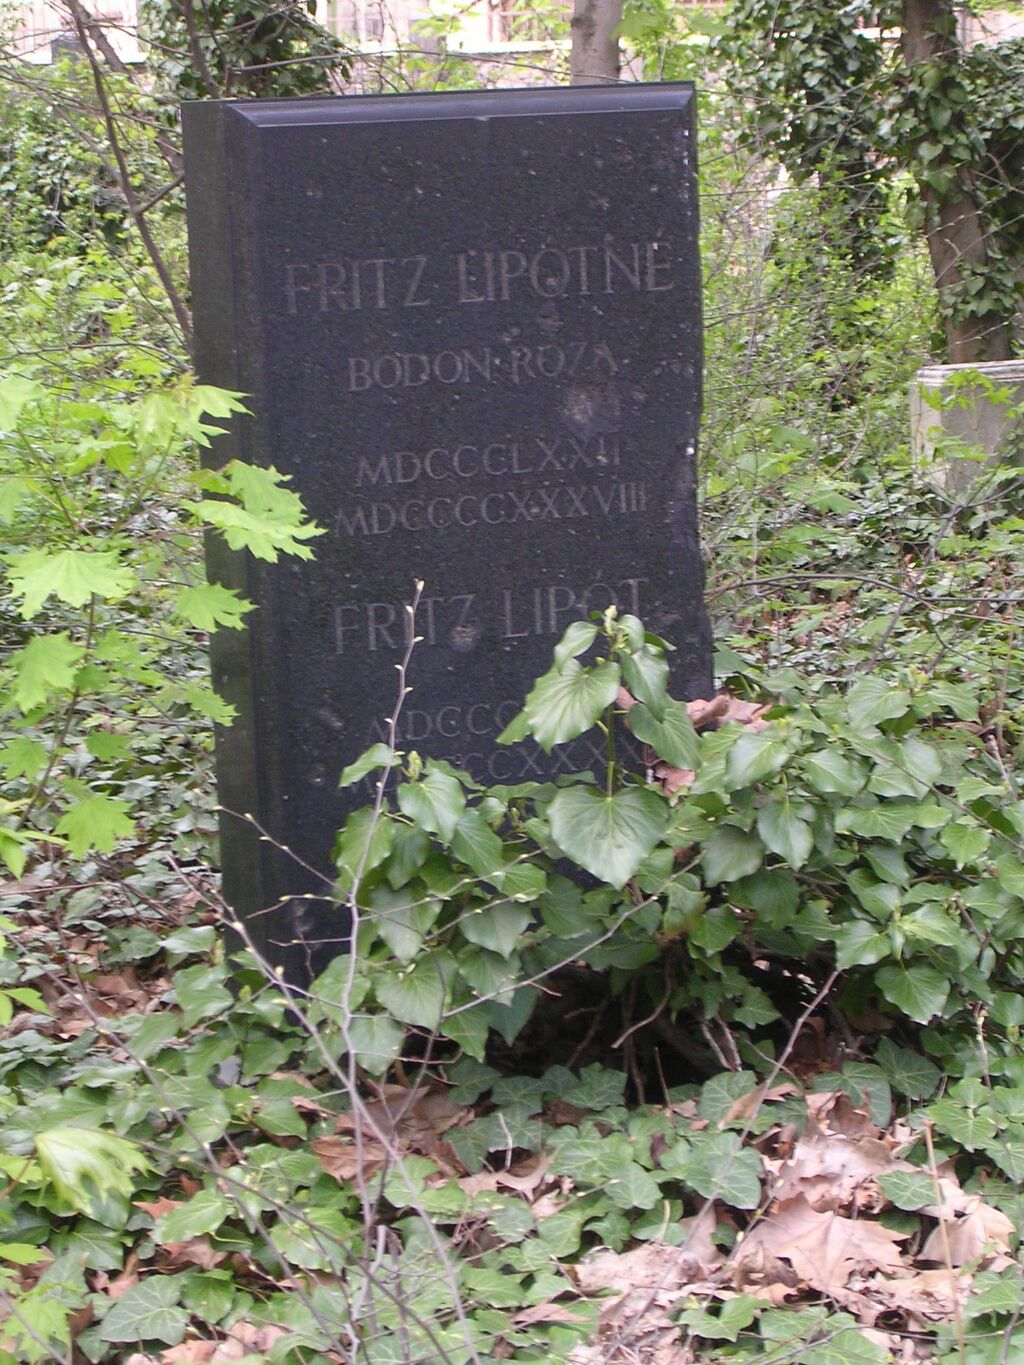 FRITZ LIPÓTNÉ
BODON RÓZA
MDCCCLXXII
MDCCCCXXXVIII
FRITZ LIPÓT